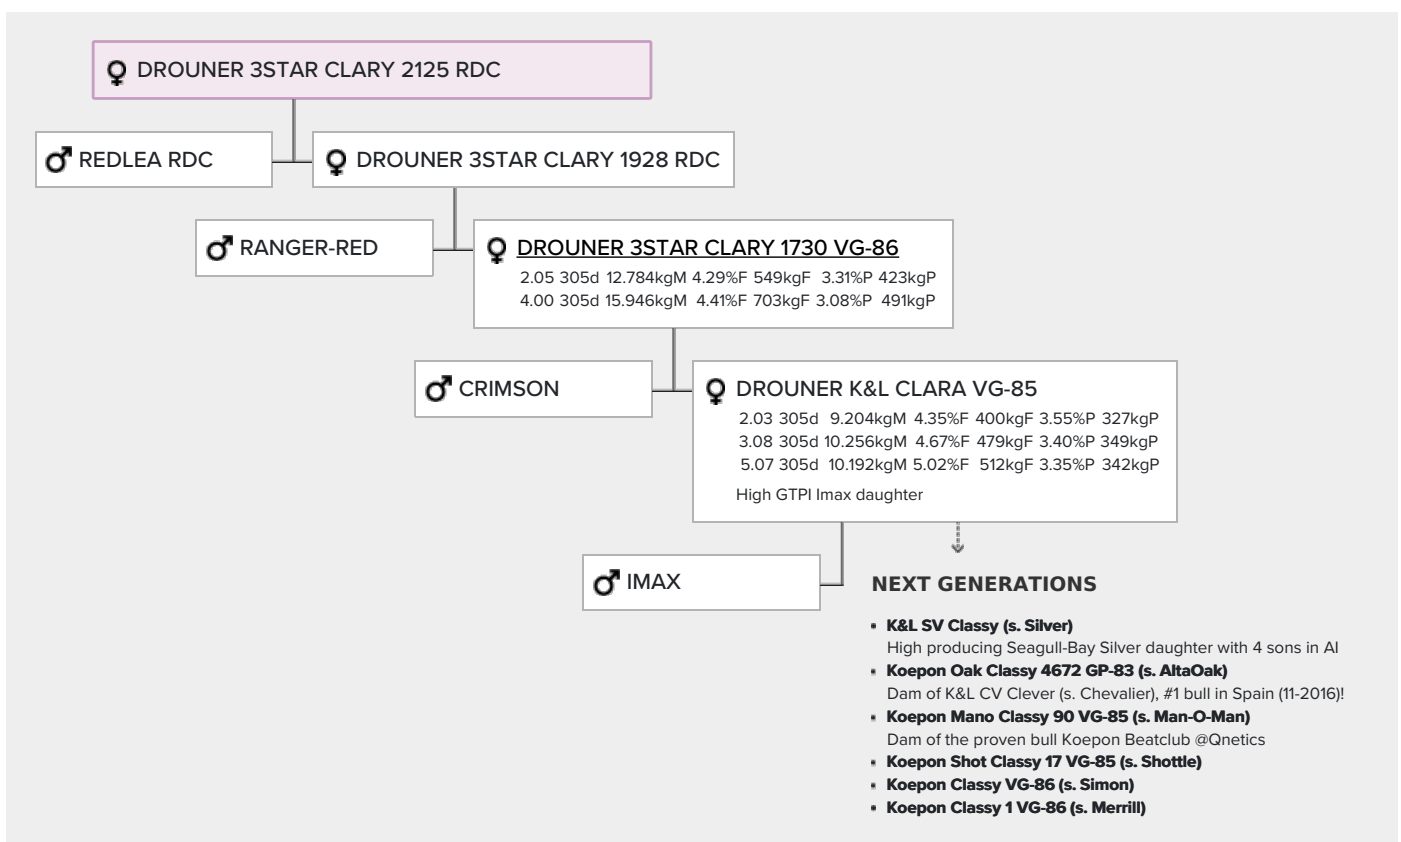 DROUNER 3STAR CLARY 2125 RDC
REDLEA RDC
DROUNER 3STAR CLARY 1928 RDC
RANGER-RED
DROUNER 3STAR CLARY 1730 VG-86
2.05 305d 12.784kgM 4.29%F 549kgF 3.31%P 423kgP
4.00 305d 15.946kgM 4.41%F 703kgF 3.08%P 491kgP
CRIMSON
DROUNER K&L CLARA VG-85
2.03 305d 9.204kgM 4.35%F 400kgF 3.55%P 327kgP
3.08 305d 10.256kgM 4.67%F 479kgF 3.40%P 349kgP
5.07 305d 10.192kgM 5.02%F 512kgF 3.35%P 342kgP
High GTPI Imax daughter
IMAX
NEXT GENERATIONS
K&L SV Classy (s. Silver)
High producing Seagull-Bay Silver daughter with 4 sons in AI
Koepon Oak Classy 4672 GP-83 (s. AltaOak)
Dam of K&L CV Clever (s. Chevalier), #1 bull in Spain (11-2016)!
Koepon Mano Classy 90 VG-85 (s. Man-O-Man)
Dam of the proven bull Koepon Beatclub @Qnetics
Koepon Shot Classy 17 VG-85 (s. Shottle)
Koepon Classy VG-86 (s. Simon)
Koepon Classy 1 VG-86 (s. Merrill)